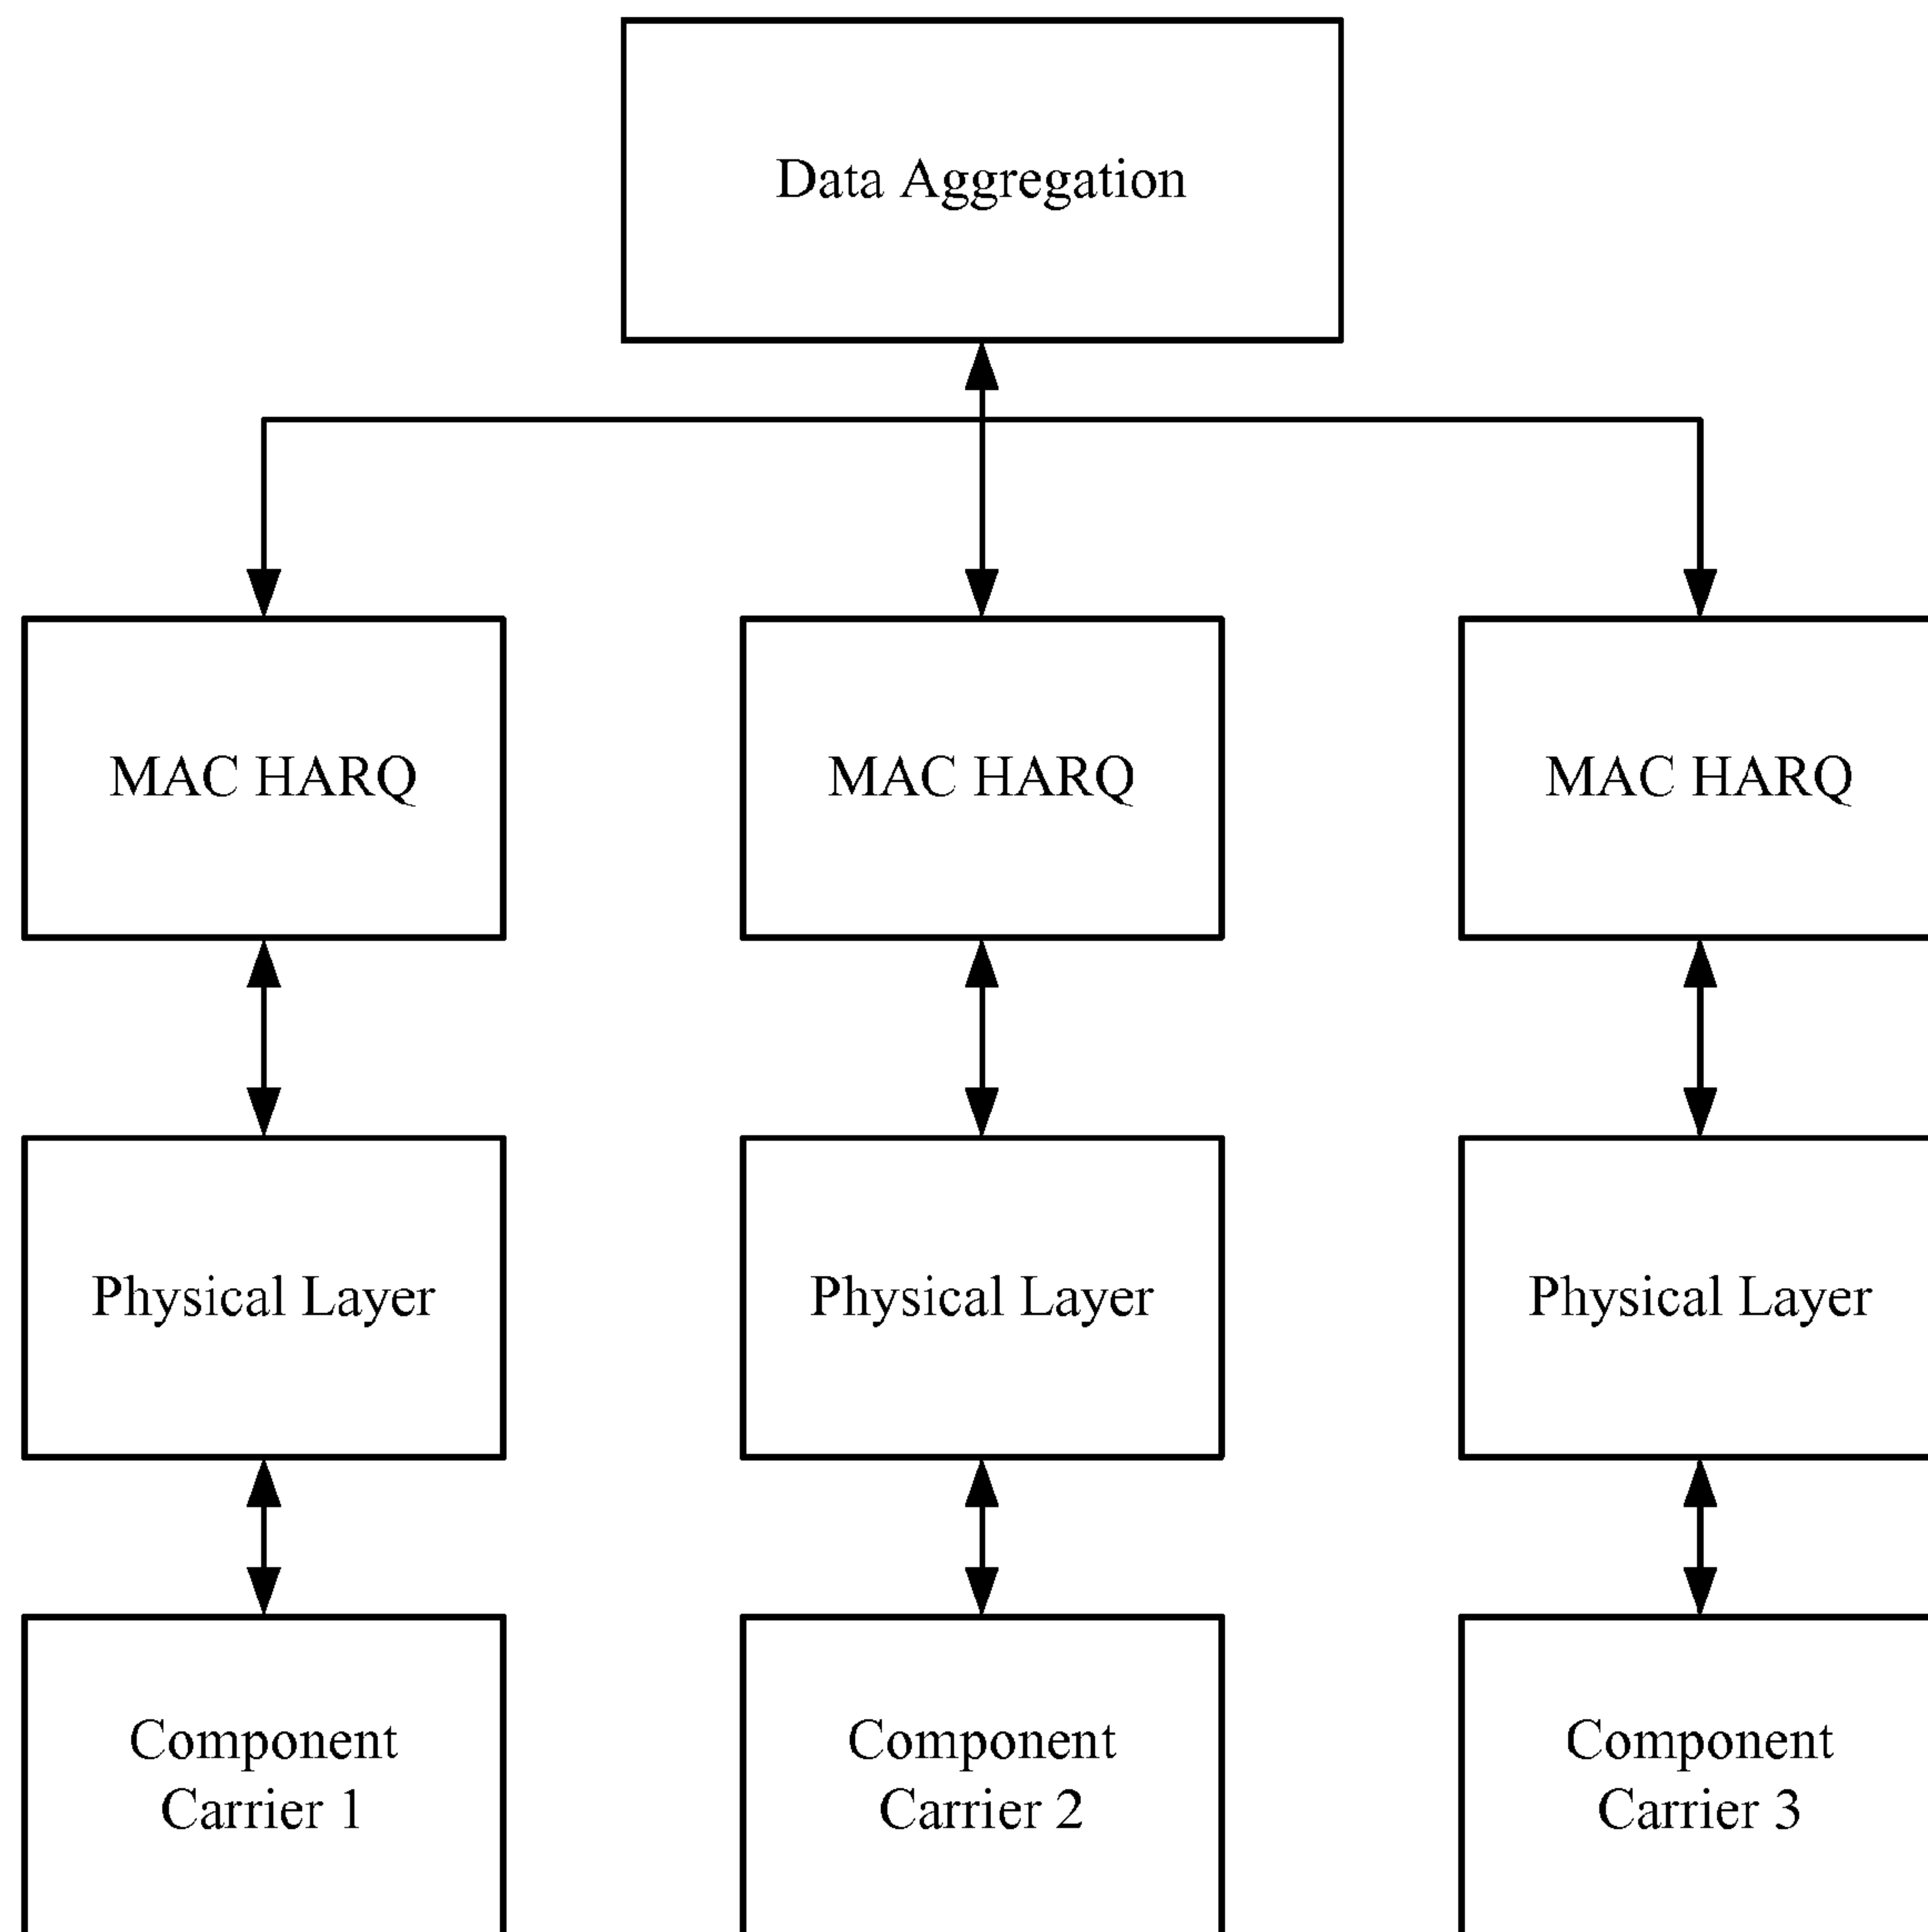 Data Aggregation
MAC HARQ
MAC HARQ
MAC HARQ
Physical Layer
Physical Layer
Physical Layer
Component
Carrier 1
Component
Carrier 2
Component
Carrier 3